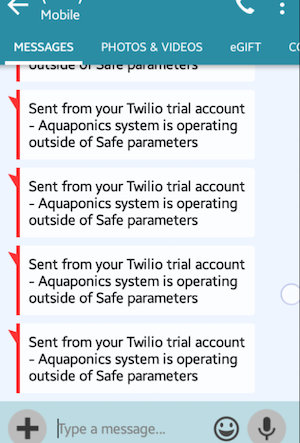 Mobile
MESSAGES PHOTOS & VIDEOS eGIFT
outside of Safe parameters
Sent from your Twilio trial account
- Aquaponics system is operating
outside of Safe parameters
Sent from your Twilio trial account
- Aquaponics system is operating
outside of Safe parameters
Sent from your Twilio trial account
- Aquaponics system is operating
outside of Safe parameters
Sent from your Twilio trial account
- Aquaponics system is operating
outside of Safe parameters
Type a message...